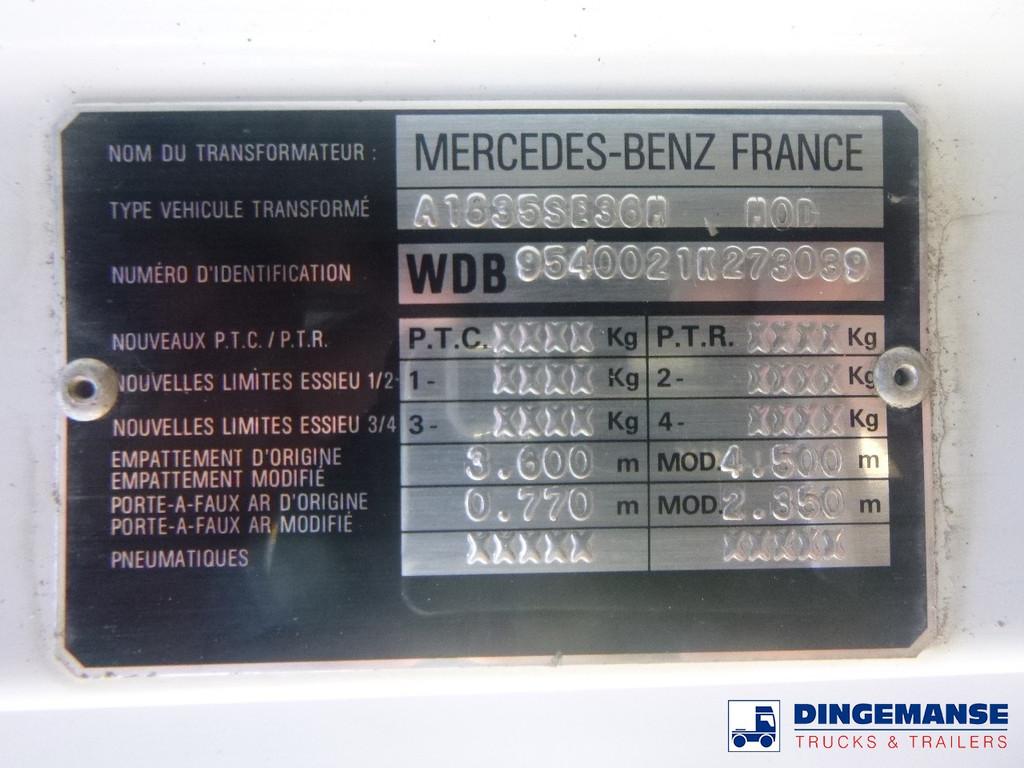 NOM DU TRANSFORMATEUR : MERCEDES-BENZ FRANCE
TYPE VEHICULE TRANSFORMÉ A1635SE36M MOD
NUMÉRO D'IDENTIFICATION WDB 9540021K273039
NOUVEAUX P.T.C. / P.T.R. P.T.C. XXXX Kg P.T.R. XXXX Kg
NOUVELLES LIMITES ESSIEU 1/2 1- XXXX Kg 2- XXXX Kg
NOUVELLES LIMITES ESSIEU 3/4 3- XXXX Kg 4- XXXX Kg
EMPATTEMENT D'ORIGINE 3.600 m MOD. 4.500 m
EMPATTEMENT MODIFIÉ
PORTE-A-FAUX AR D'ORIGINE 0.770 m MOD. 2.350 m
PORTE-A-FAUX AR MODIFIÉ
PNEUMATIQUES XXXXX XXXXX
DINGEMANSE
TRUCKS & TRAILERS